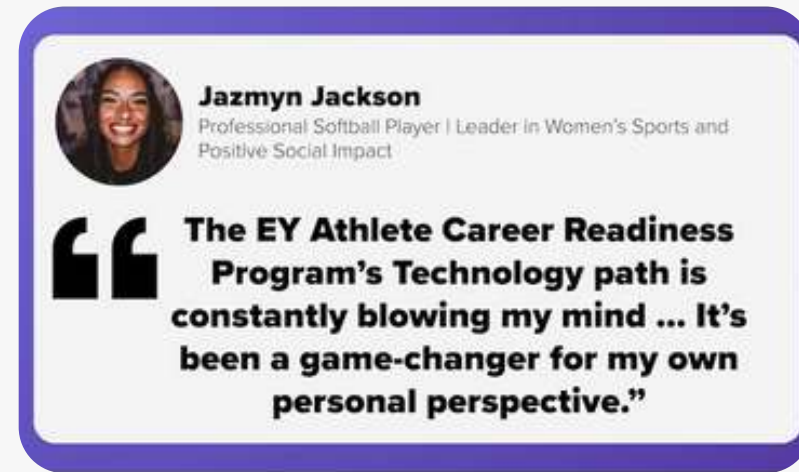 Jazmyn Jackson
Professional Softball Player | Leader in Women's Sports and
Positive Social Impact
“The EY Athlete Career Readiness
Program's Technology path is
constantly blowing my mind ... It's
been a game-changer for my own
personal perspective.”